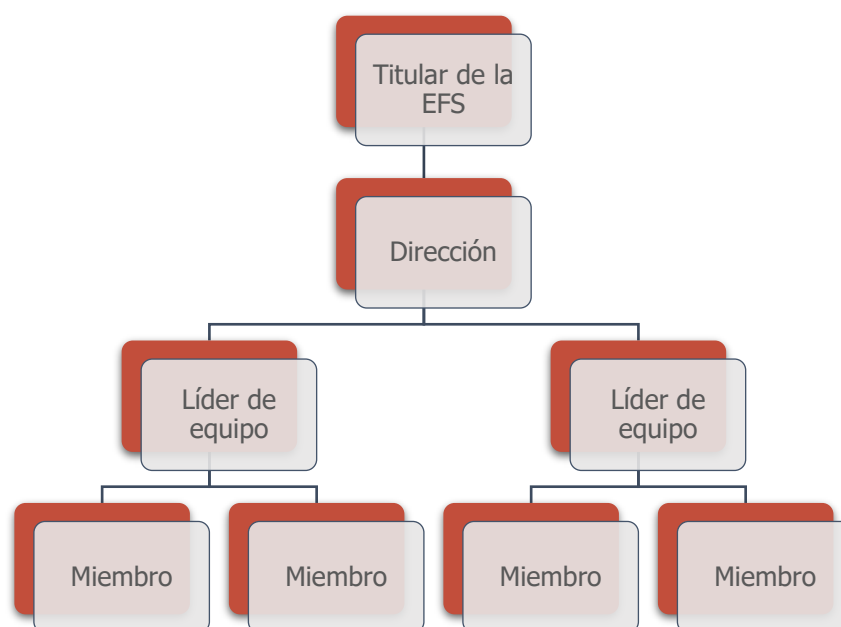 Titular de la
EFS
Dirección
Líder de
equipo
Líder de
equipo
Miembro
Miembro
Miembro
Miembro